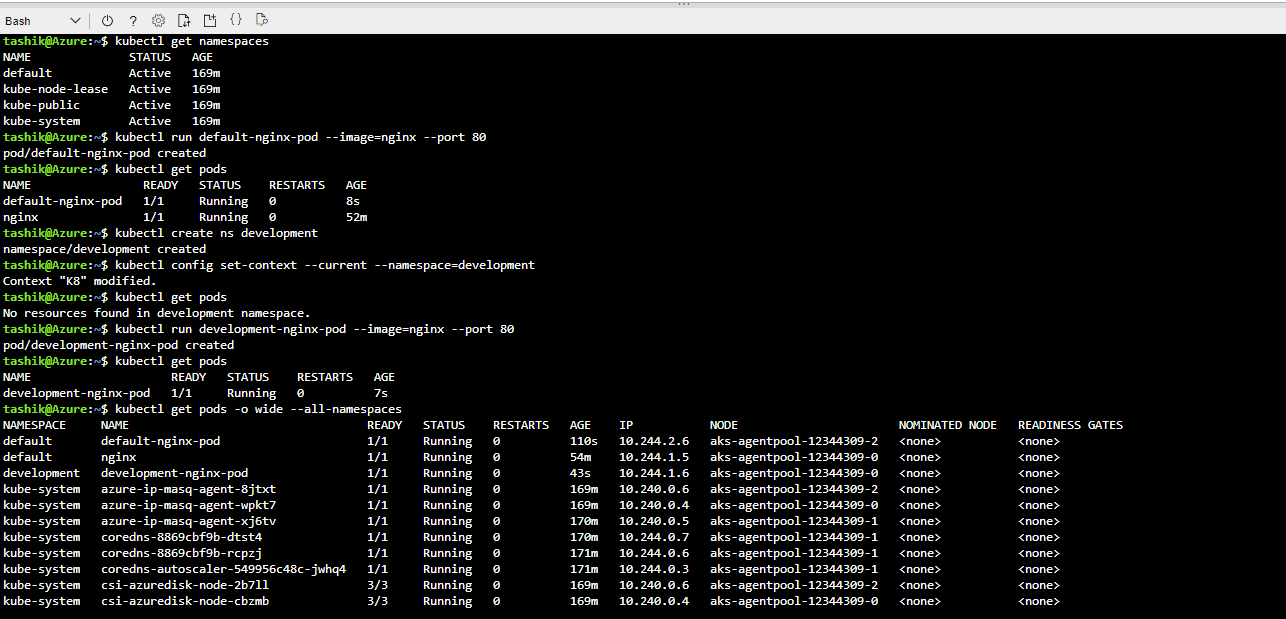 Bash
tashik@Azure:~$ kubectl get namespaces
NAME STATUS AGE
default Active 169m
kube-node-lease Active 169m
kube-public Active 169m
kube-system Active 169m
tashik@Azure:~$ kubectl run default-nginx-pod --image=nginx --port 80
pod/default-nginx-pod created
tashik@Azure:~$ kubectl get pods
NAME READY STATUS RESTARTS AGE
default-nginx-pod 1/1 Running 0 8s
nginx 1/1 Running 0 52m
tashik@Azure:~$ kubectl create ns development
namespace/development created
tashik@Azure:~$ kubectl config set-context --current --namespace=development
Context "K8" modified.
tashik@Azure:~$ kubectl get pods
No resources found in development namespace.
tashik@Azure:~$ kubectl run development-nginx-pod --image=nginx --port 80
pod/development-nginx-pod created
tashik@Azure:~$ kubectl get pods
NAME READY STATUS RESTARTS AGE
development-nginx-pod 1/1 Running 0 7s
tashik@Azure:~$ kubectl get pods -o wide --all-namespaces
NAMESPACE NAME READY STATUS RESTARTS AGE IP NODE NOMINATED NODE READINESS GATES
default default-nginx-pod 1/1 Running 0 110s 10.244.2.6 aks-agentpool-12344309-2 <none> <none>
default nginx 1/1 Running 0 54m 10.244.1.5 aks-agentpool-12344309-0 <none> <none>
development development-nginx-pod 1/1 Running 0 43s 10.244.1.6 aks-agentpool-12344309-0 <none> <none>
kube-system azure-ip-masq-agent-8jtxt 1/1 Running 0 169m 10.240.0.6 aks-agentpool-12344309-2 <none> <none>
kube-system azure-ip-masq-agent-wpkt7 1/1 Running 0 169m 10.240.0.4 aks-agentpool-12344309-0 <none> <none>
kube-system azure-ip-masq-agent-xj6tv 1/1 Running 0 170m 10.240.0.5 aks-agentpool-12344309-1 <none> <none>
kube-system coredns-8869cbf9b-dtst4 1/1 Running 0 170m 10.244.0.7 aks-agentpool-12344309-1 <none> <none>
kube-system coredns-8869cbf9b-rcpzj 1/1 Running 0 171m 10.244.0.6 aks-agentpool-12344309-1 <none> <none>
kube-system coredns-autoscaler-549956c48c-jwhq4 1/1 Running 0 171m 10.244.0.3 aks-agentpool-12344309-1 <none> <none>
kube-system csi-azuredisk-node-2b7ll 3/3 Running 0 169m 10.240.0.6 aks-agentpool-12344309-2 <none> <none>
kube-system csi-azuredisk-node-cbzmb 3/3 Running 0 169m 10.240.0.4 aks-agentpool-12344309-0 <none> <none>